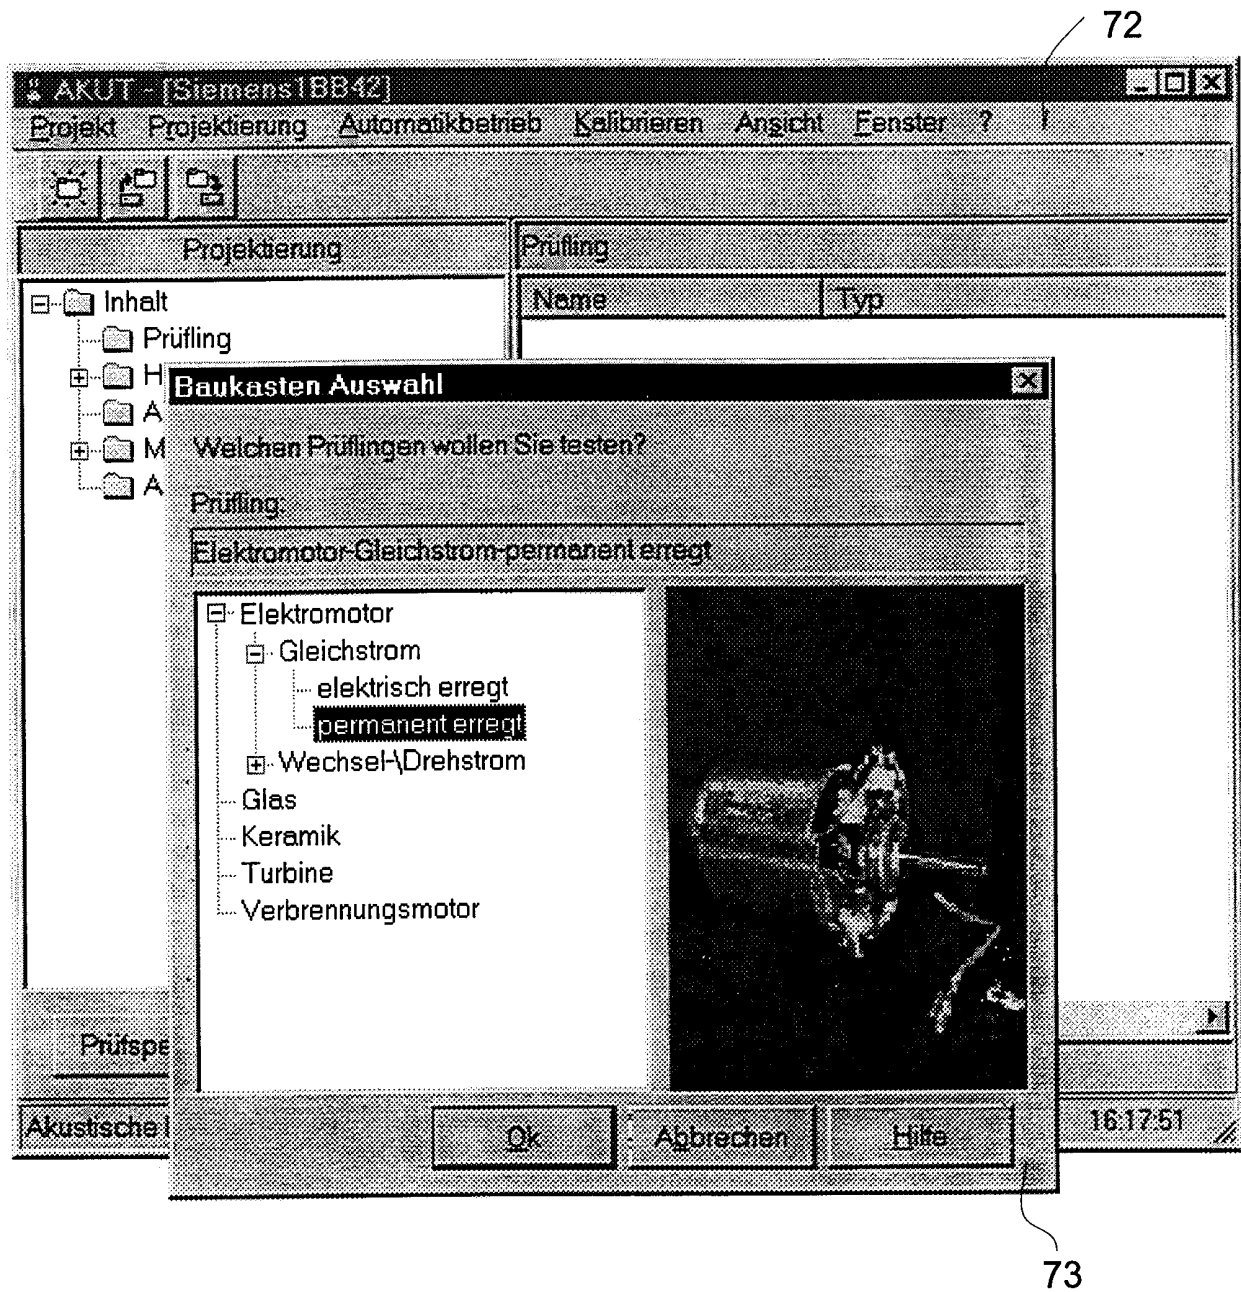 72
AKUT - [Siemens1BB42]
Projekt Projektierung Automatikbetrieb Kalibrieren Ansicht Fenster ?
Projektierung
Prüfling
Inhalt
Name Typ
Prüfling
H
A
M
A
Baukasten Auswahl
Welchen Prüflingen wollen Sie testen?
Prüfling:
Elektromotor-Gleichstrom-permanent erregt
Elektromotor
Gleichstrom
elektrisch erregt
permanent erregt
Wechsel-\Drehstrom
Glas
Keramik
Turbine
Verbrennungsmotor
Prüfspe
Akustische
16:17:51
Ok Abbrechen Hilfe
73